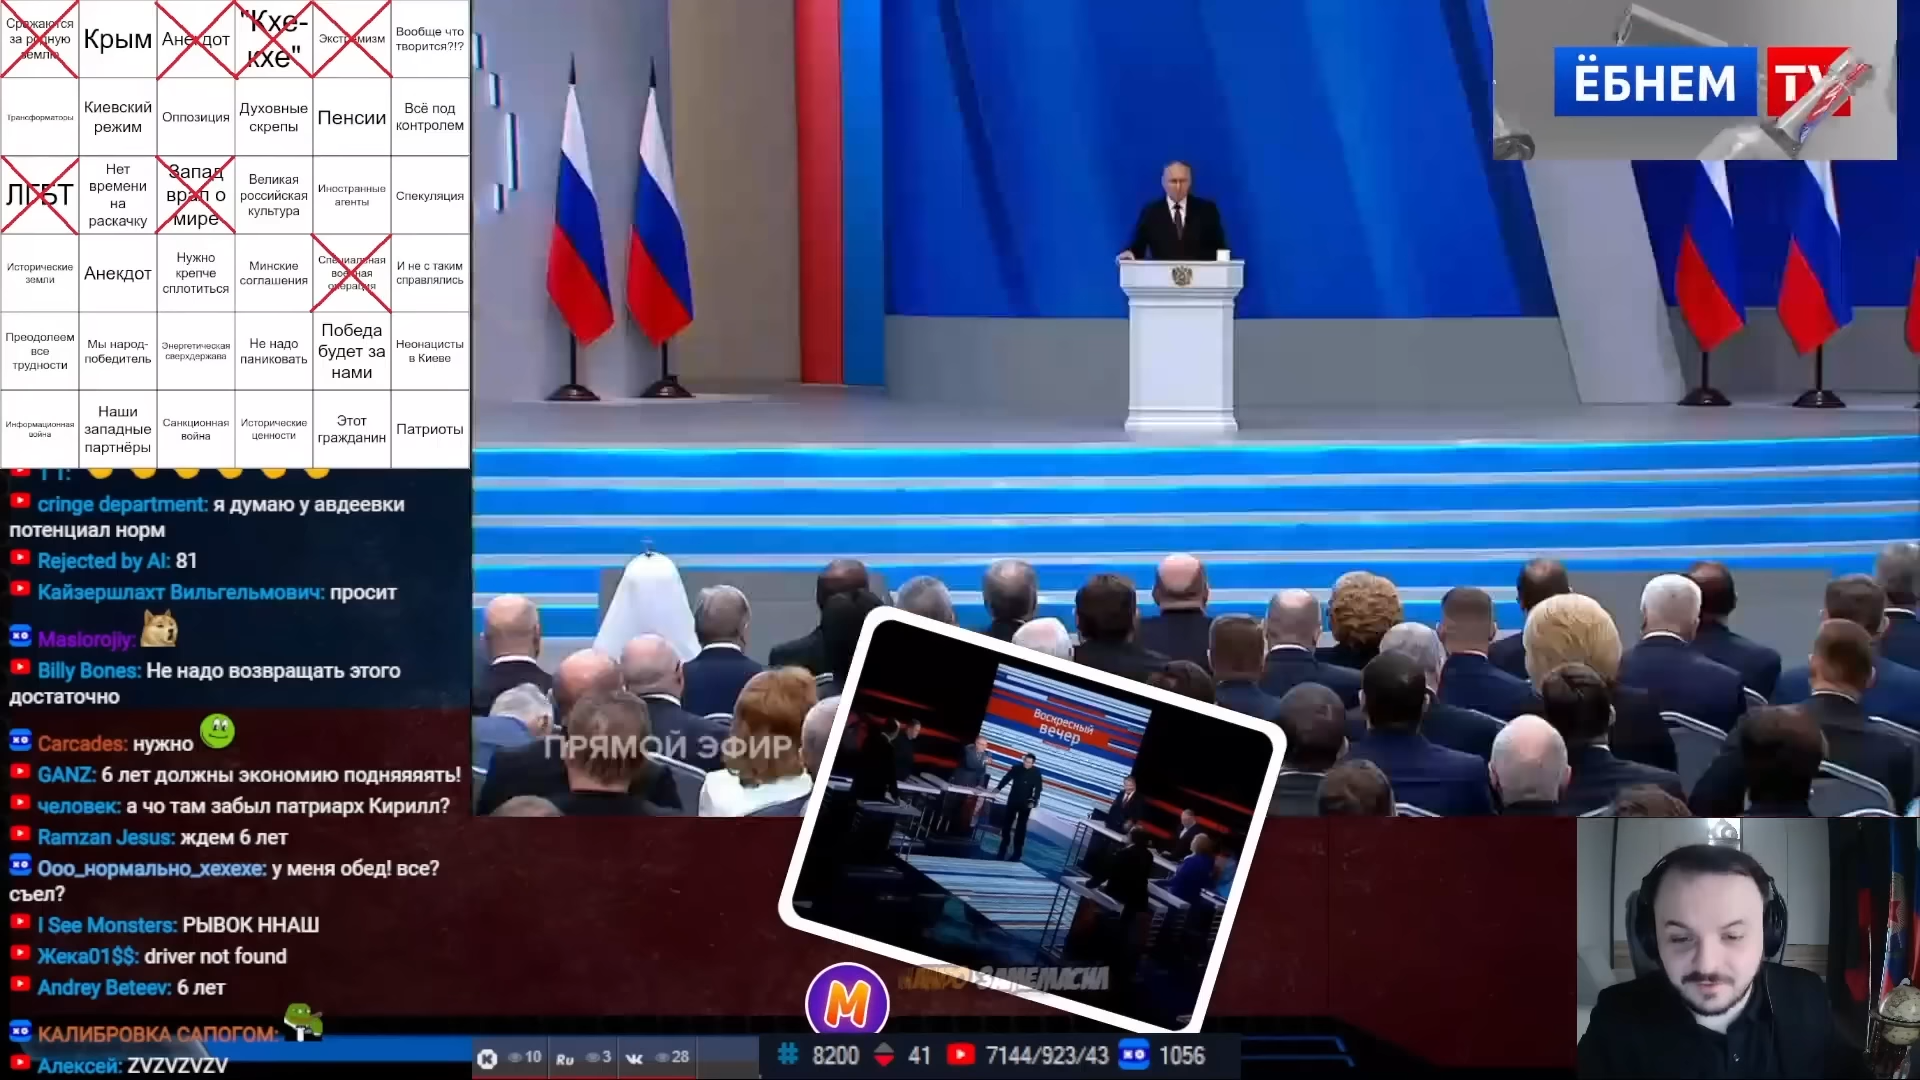 Сражаются
за родную
землю
Крым
Анекдот
"Кхе-
кхе"
Экстремизм
Вообще что
творится?!?
Трансформаторы
Киевский
режим
Оппозиция
Духовные
скрепы
Пенсии
Всё под
контролем
ЛГБТ
Нет
времени
на
раскачку
Запад
врал о
мире
Великая
российская
культура
Иностранные
агенты
Спекуляция
Исторические
земли
Анекдот
Нужно
крепче
сплотиться
Минские
соглашения
Специальная
военная
операция
И не с таким
справлялись
Преодолеем
все
трудности
Мы народ-
победитель
Энергетическая
сверхдержава
Не надо
паниковать
Победа
будет за
нами
Неонацисты
в Киеве
Информационная
война
Наши
западные
партнёры
Санкционная
война
Исторические
ценности
Этот
гражданин
Патриоты
ЁБНЕМ TV
cringe department: я думаю у авдеевки
потенциал норм
Rejected by AI: 81
Кайзершлахт Вильгельмович: просит
Maslorojiy:
Billy Bones: Не надо возвращать этого
достаточно
Carcades: нужно
GANZ: 6 лет должны экономию подняяяять!
человек: а чо там забыл патриарх Кирилл?
Ramzan Jesus: ждем 6 лет
Ооо_нормально_хехехе: у меня обед! все?
съел?
I See Monsters: РЫВОК ННАШ
Жека01$$: driver not found
Andrey Beteev: 6 лет
КАЛИБРОВКА САПОГОМ:
Алексей: ZVZVZVZV
ПРЯМОЙ ЭФИР
Воскресный
вечер
M
K 10 Ru 3 VK 28 # 8200 41 7144/923/43 XO 1056